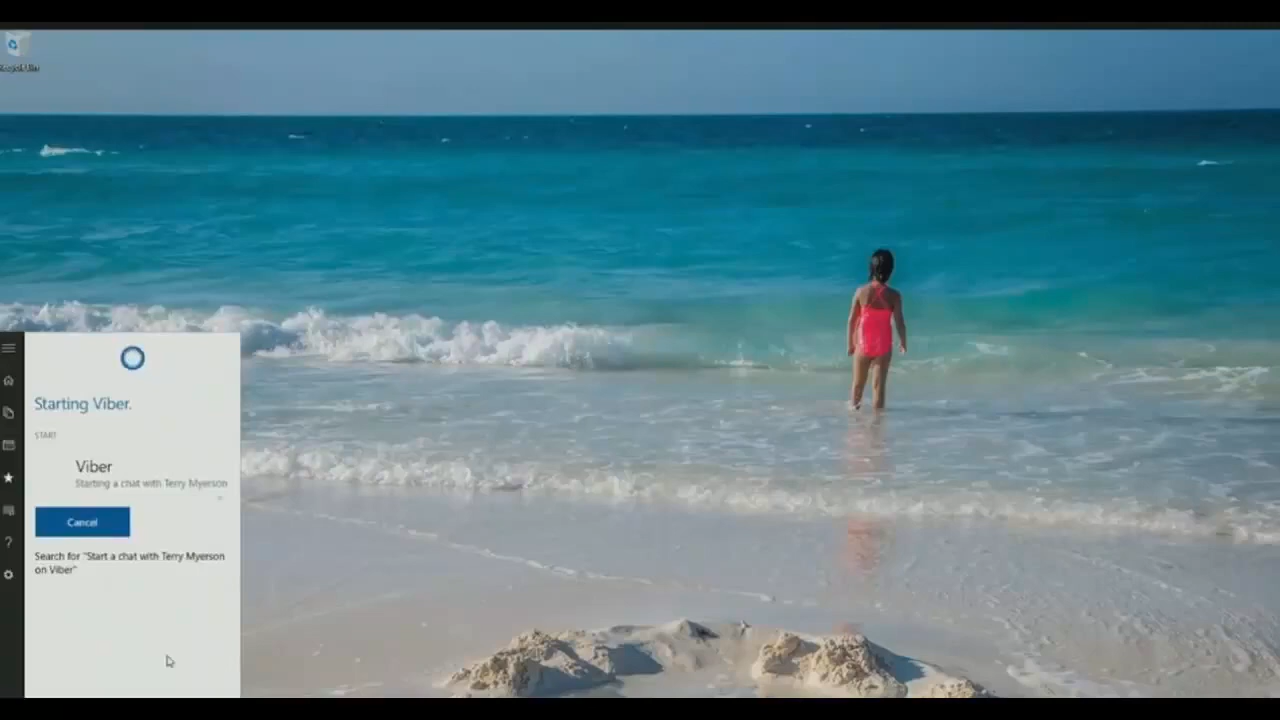 Starting Viber.
START
Viber
Starting a chat with Terry Myerson
Cancel
Search for "Start a chat with Terry Myerson
on Viber"